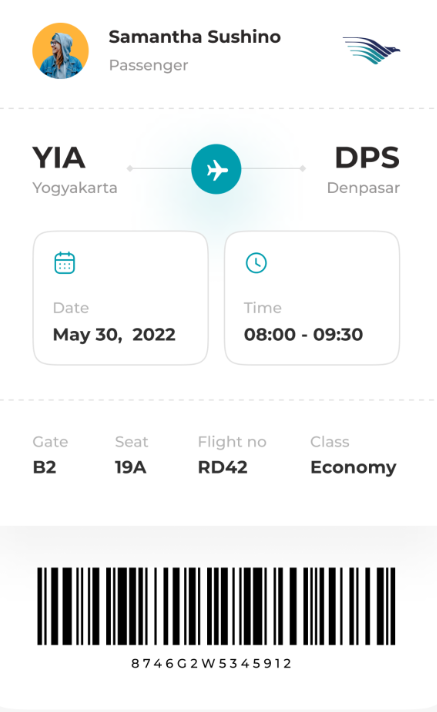 Samantha Sushino
Passenger
YIA DPS
Yogyakarta Denpasar
Date
May 30, 2022
Time
08:00 - 09:30
Gate Seat Flight no Class
B2 19A RD42 Economy
8746G2W5345912